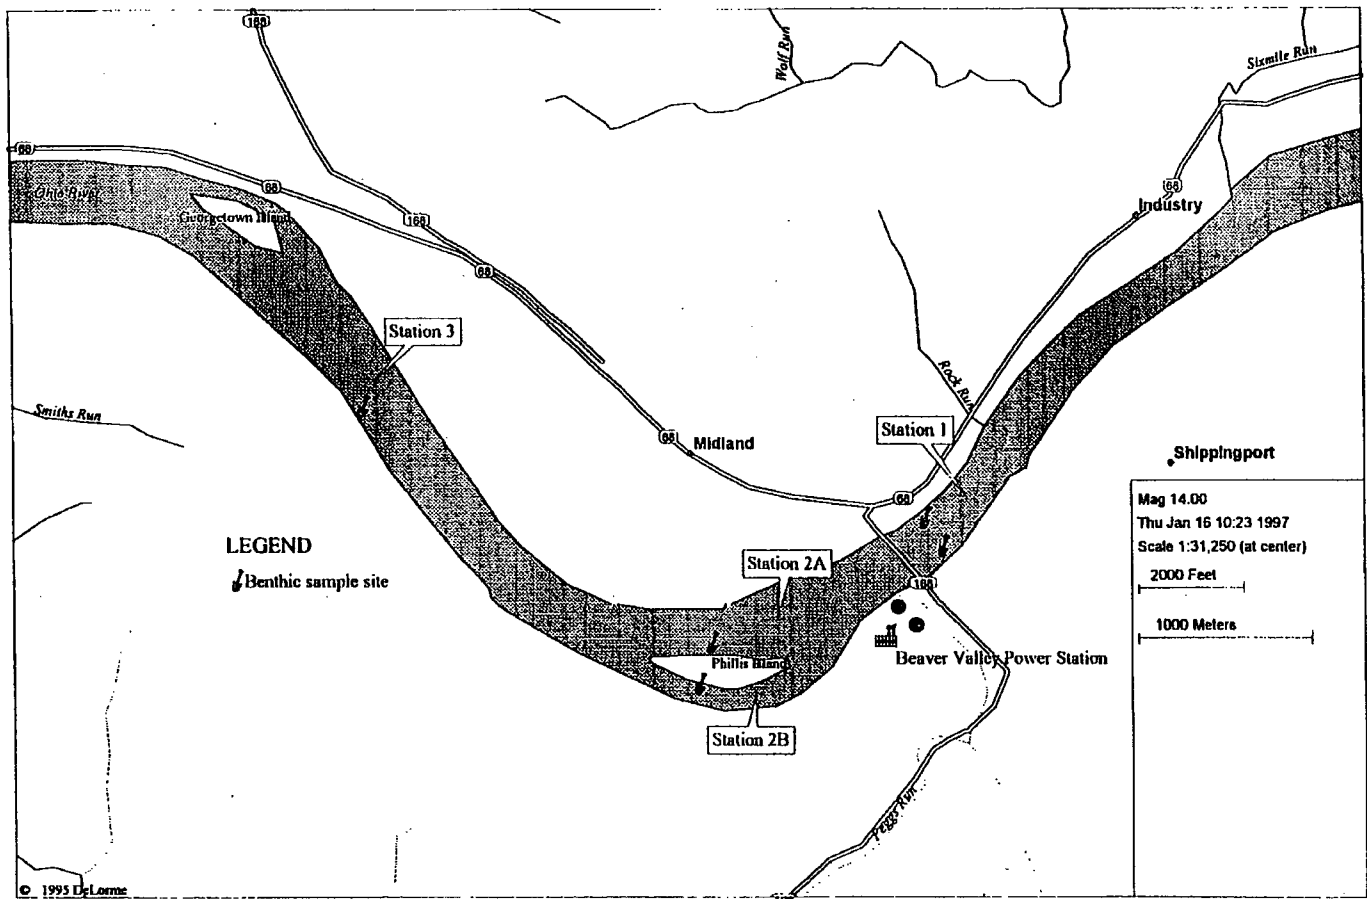 168
Wolf Run
Sixmile Run
68
68
68
Ohio River
Georgetown Island
168
Industry
68
Station 3
Rock Run
Smiths Run
Station 1
68
Midland
Shippingport
68
Mag 14.00
Thu Jan 16 10:23 1997
Scale 1:31,250 (at center)
2000 Feet
1000 Meters
LEGEND
Benthic sample site
Station 2A
168
Phillis Island
Beaver Valley Power Station
Station 2B
Peggs Run
© 1995 DeLorme